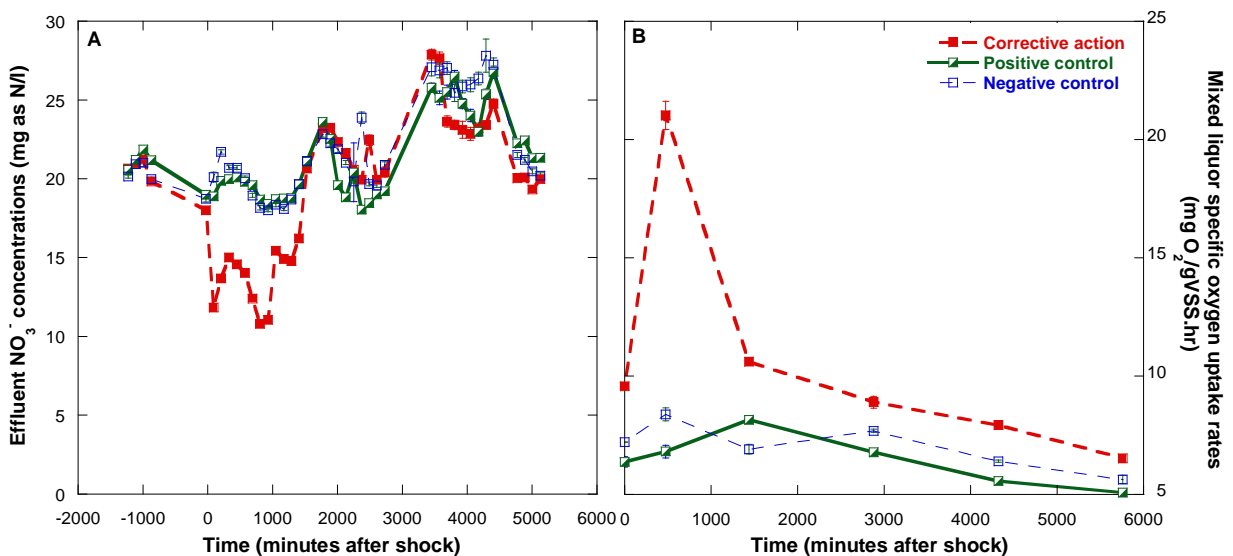 A
Effluent NO3- concentrations (mg as N/l)
30
25
20
15
10
5
0
-2000 -1000 0 1000 2000 3000 4000 5000 6000
Time (minutes after shock)
B
Corrective action
Positive control
Negative control
25
20
15
10
5
0 1000 2000 3000 4000 5000 6000
Time (minutes after shock)
Mixed liquor specific oxygen uptake rates
(mg O2/gVSS.hr)